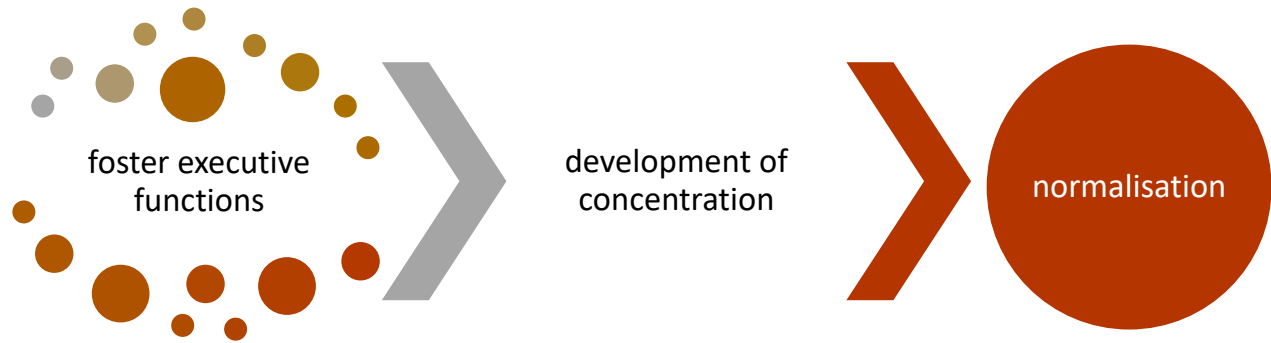 foster executive
functions
development of
concentration
normalisation